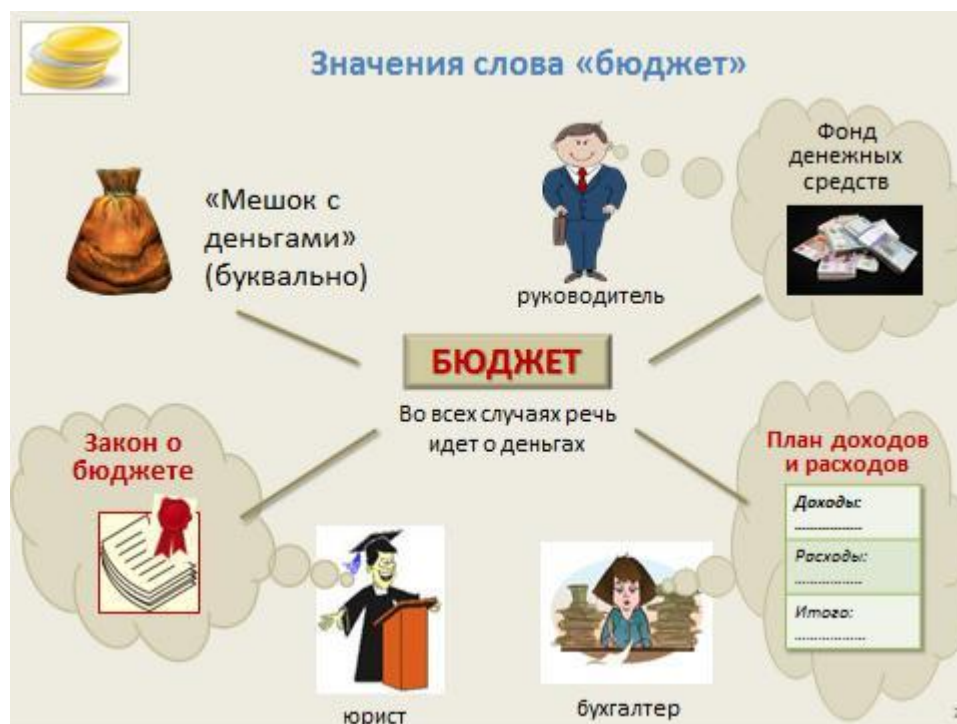 Значения слова «бюджет»
«Мешок с
деньгами»
(буквально)
руководитель
Фонд
денежных
средств
БЮДЖЕТ
Во всех случаях речь
идет о деньгах
Закон о
бюджете
юрист
бухгалтер
План доходов
и расходов
Доходы:
................
Расходы:
................
Итого:
................